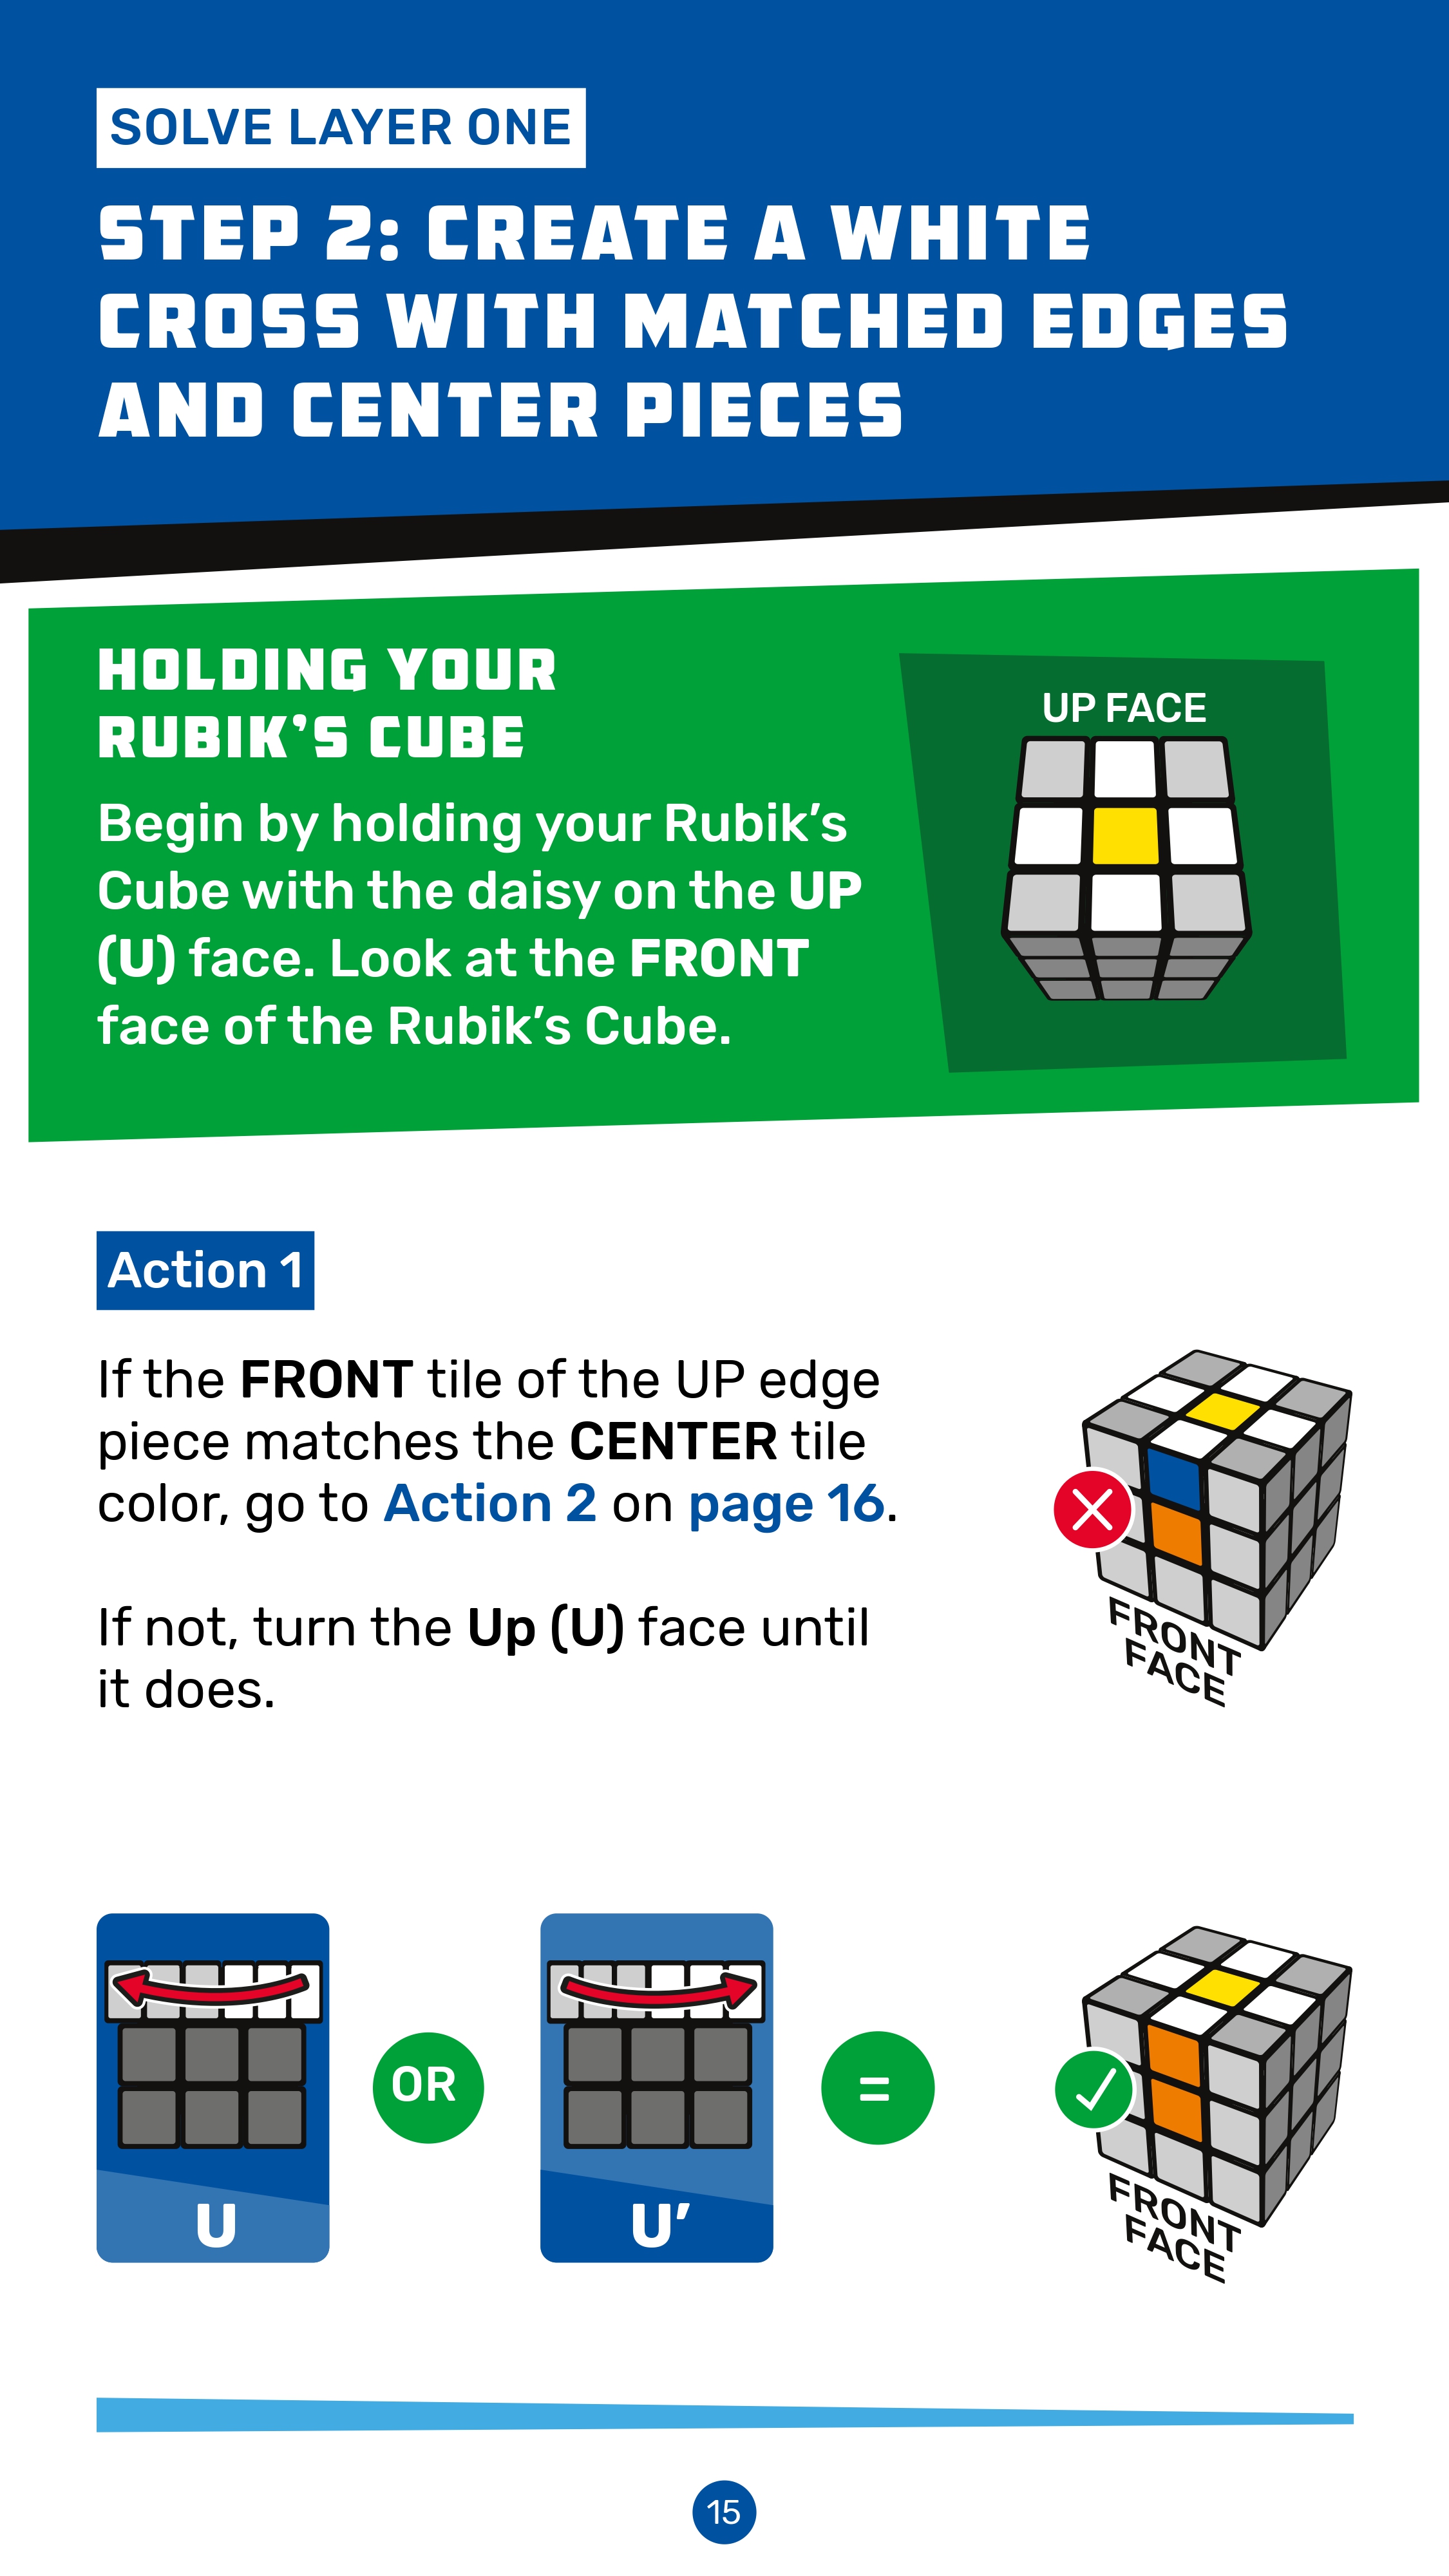 SOLVE LAYER ONE
STEP 2: CREATE A WHITE
CROSS WITH MATCHED EDGES
AND CENTER PIECES
HOLDING YOUR
RUBIK’S CUBE
Begin by holding your Rubik’s
Cube with the daisy on the UP
(U) face. Look at the FRONT
face of the Rubik’s Cube.
UP FACE
Action 1
If the FRONT tile of the UP edge
piece matches the CENTER tile
color, go to Action 2 on page 16.
If not, turn the Up (U) face until
it does.
FRONT
FACE
U
OR
U’
=
FRONT
FACE
15